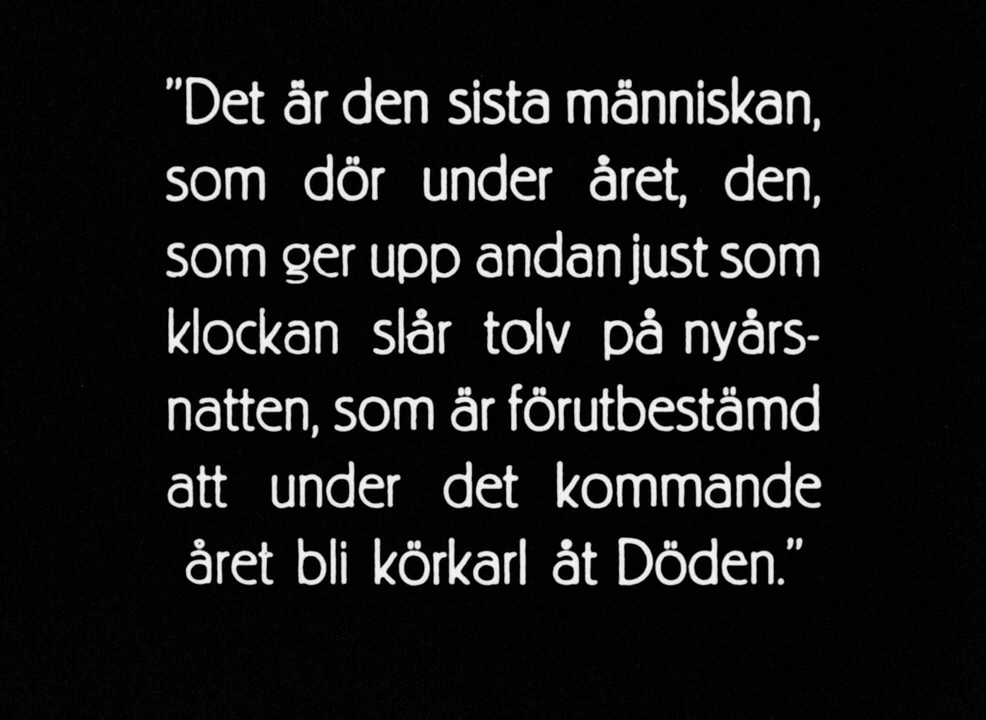 ”Det är den sista människan,
som dör under året, den,
som ger upp andan just som
klockan slår tolv på nyårs-
natten, som är förutbestämd
att under det kommande
året bli körkarl åt Döden.”